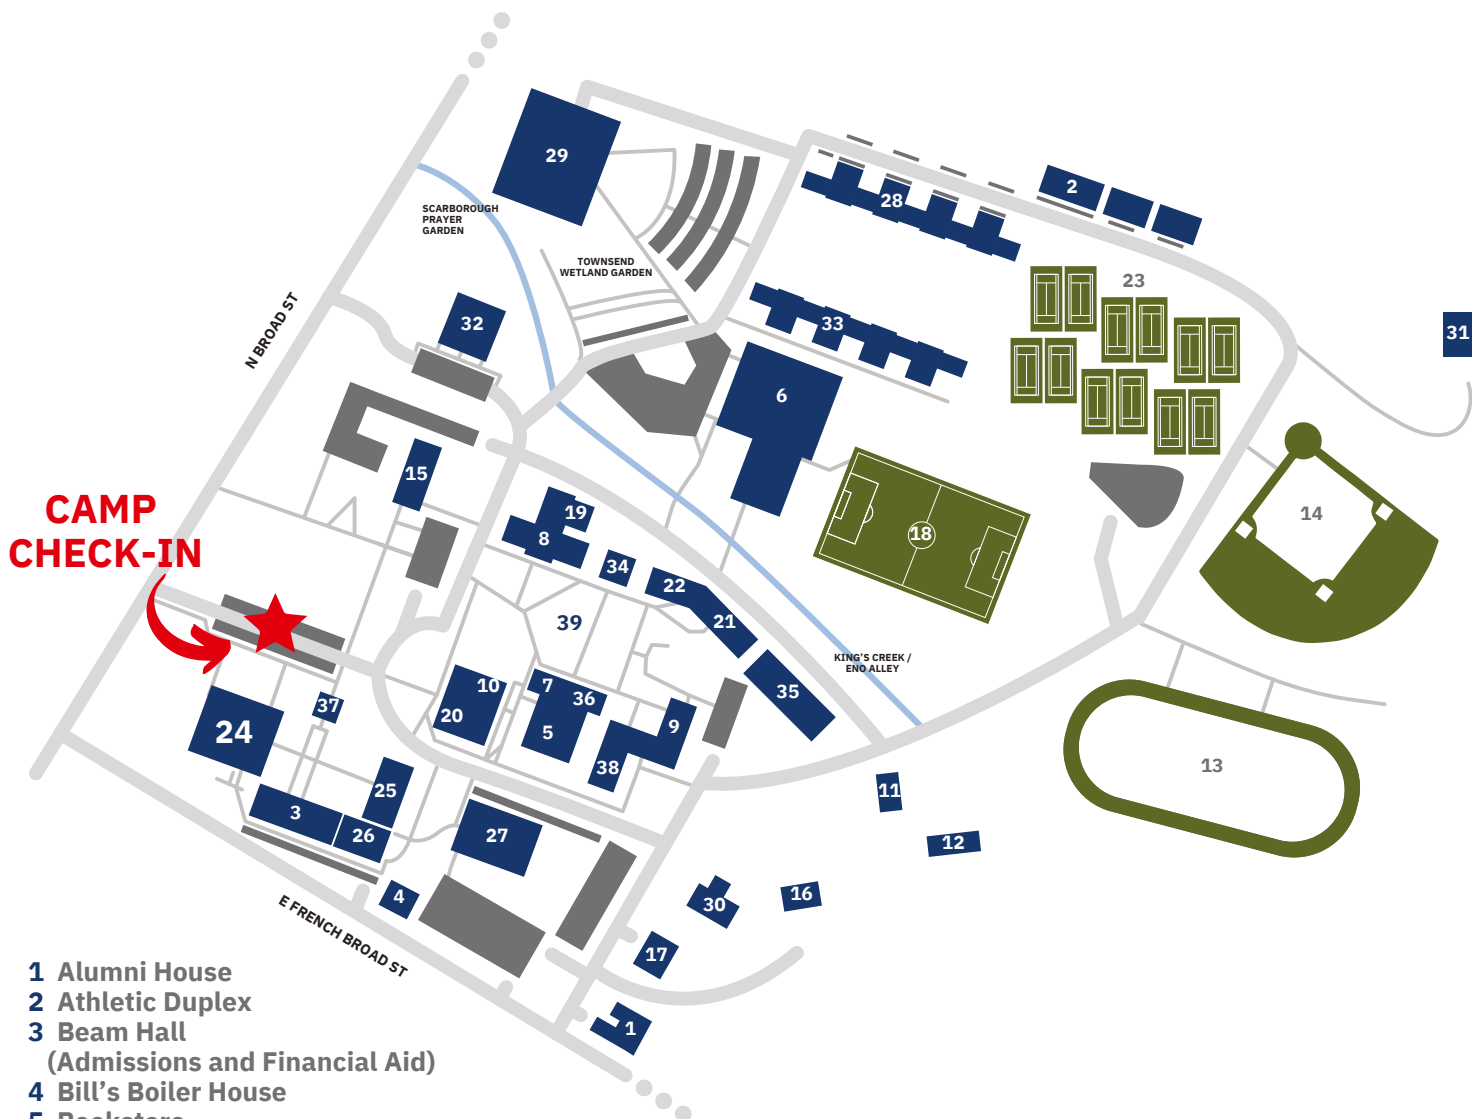 29
SCARBOROUGH
PRAYER
GARDEN
TOWNSEND
WETLAND GARDEN
28
2
23
31
N BROAD ST
32
33
6
15
14
CAMP
CHECK-IN
19
8
34
18
22
21
39
KING'S CREEK /
ENO ALLEY
10
7
36
35
20
5
9
37
24
38
13
25
3
26
27
11
12
4
30
16
17
E FRENCH BROAD ST
1
1 Alumni House
2 Athletic Duplex
3 Beam Hall
(Admissions and Financial Aid)
4 Bill's Boiler House
5 Bookstore